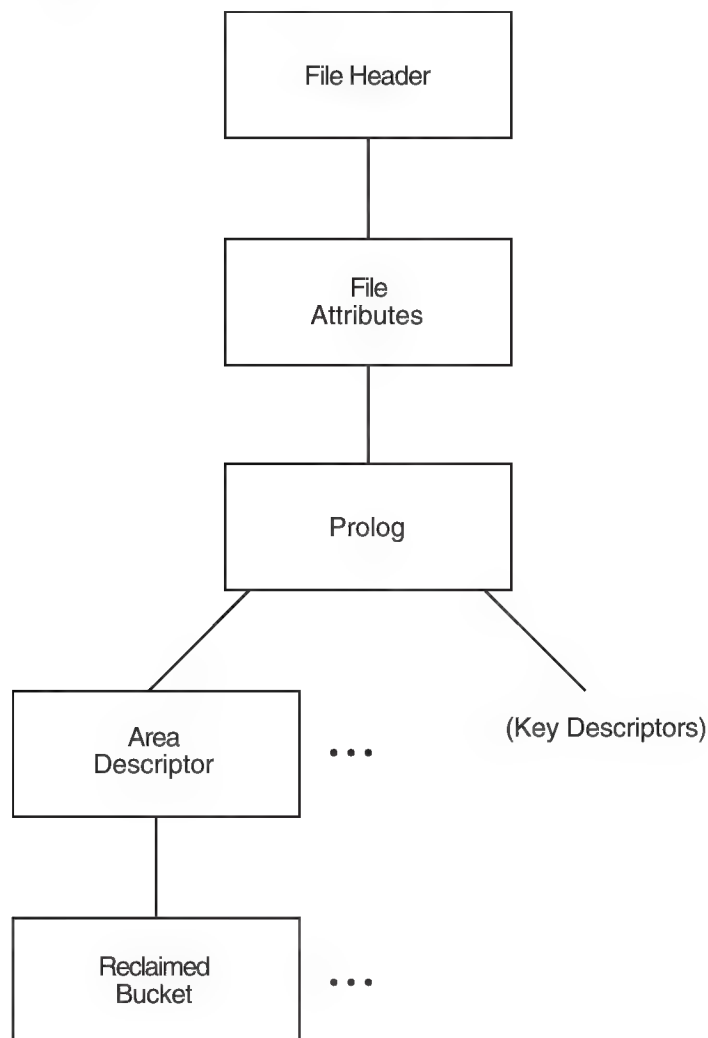 File Header
File
Attributes
Prolog
Area
Descriptor
...
(Key Descriptors)
Reclaimed
Bucket
...